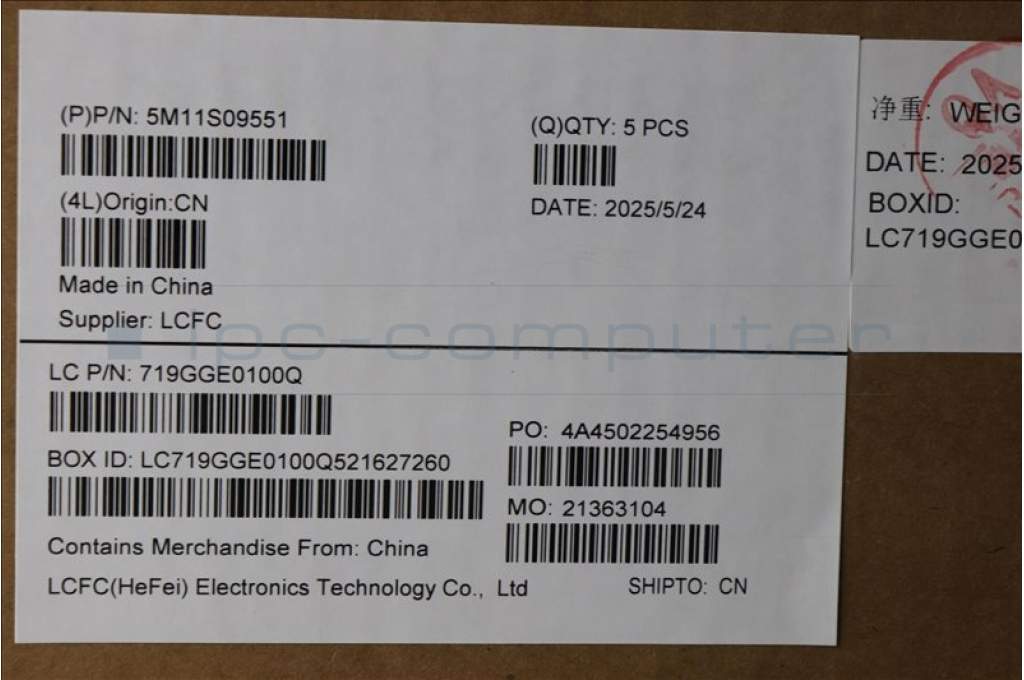 (P)P/N: 5M11S09551
(Q)QTY: 5 PCS
(4L)Origin:CN
DATE: 2025/5/24
Made in China
Supplier: LCFC
净重: WEIG
DATE: 2025
BOXID:
LC719GGE0
ipc-computer
LC P/N: 719GGE0100Q
PO: 4A4502254956
BOX ID: LC719GGE0100Q521627260
MO: 21363104
Contains Merchandise From: China
LCFC(HeFei) Electronics Technology Co., Ltd
SHIPTO: CN